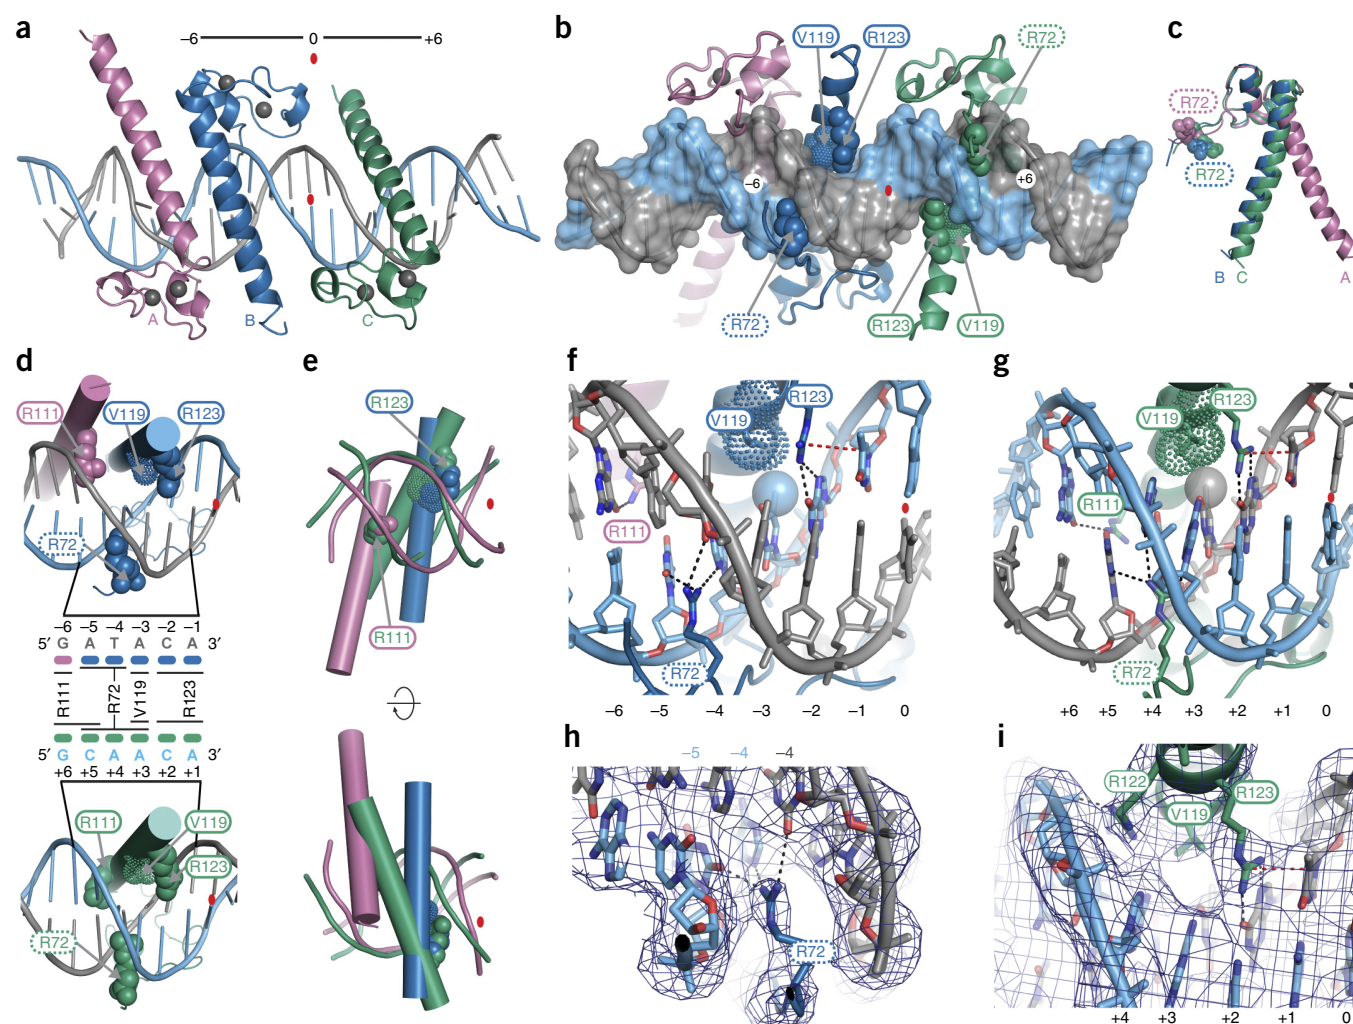 a
−6 0 +6
A B C
b
V119 R123 R72
−6 +6
R72 R123 V119
c
R72
R72
B C A
d
R111 V119 R123
R72
−6 −5 −4 −3 −2 −1
5′ G A T A C A 3′
R111 R72 V119 R123
5′ G C A A C A 3′
+6 +5 +4 +3 +2 +1
R111 V119
R123
R72
e
R123
R111
f
R123
V119
R111
R72
−6 −5 −4 −3 −2 −1 0
g
R123
V119
R111
R72
+6 +5 +4 +3 +2 +1 0
h
−5 −4 −4
R72
i
R122 R123
V119
+4 +3 +2 +1 0